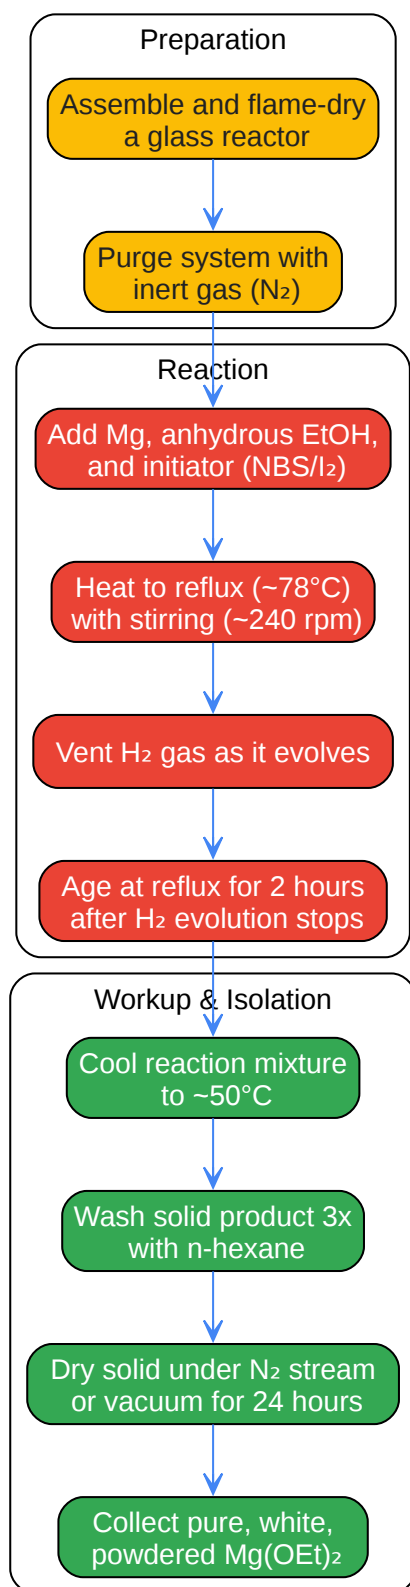 Preparation
Assemble and flame-dry
a glass reactor
Purge system with
inert gas (N₂)
Reaction
Add Mg, anhydrous EtOH,
and initiator (NBS/I₂)
Heat to reflux (~78°C)
with stirring (~240 rpm)
Vent H₂ gas as it evolves
Age at reflux for 2 hours
after H₂ evolution stops
Workup & Isolation
Cool reaction mixture
to ~50°C
Wash solid product 3x
with n-hexane
Dry solid under N₂ stream
or vacuum for 24 hours
Collect pure, white,
powdered Mg(OEt)₂